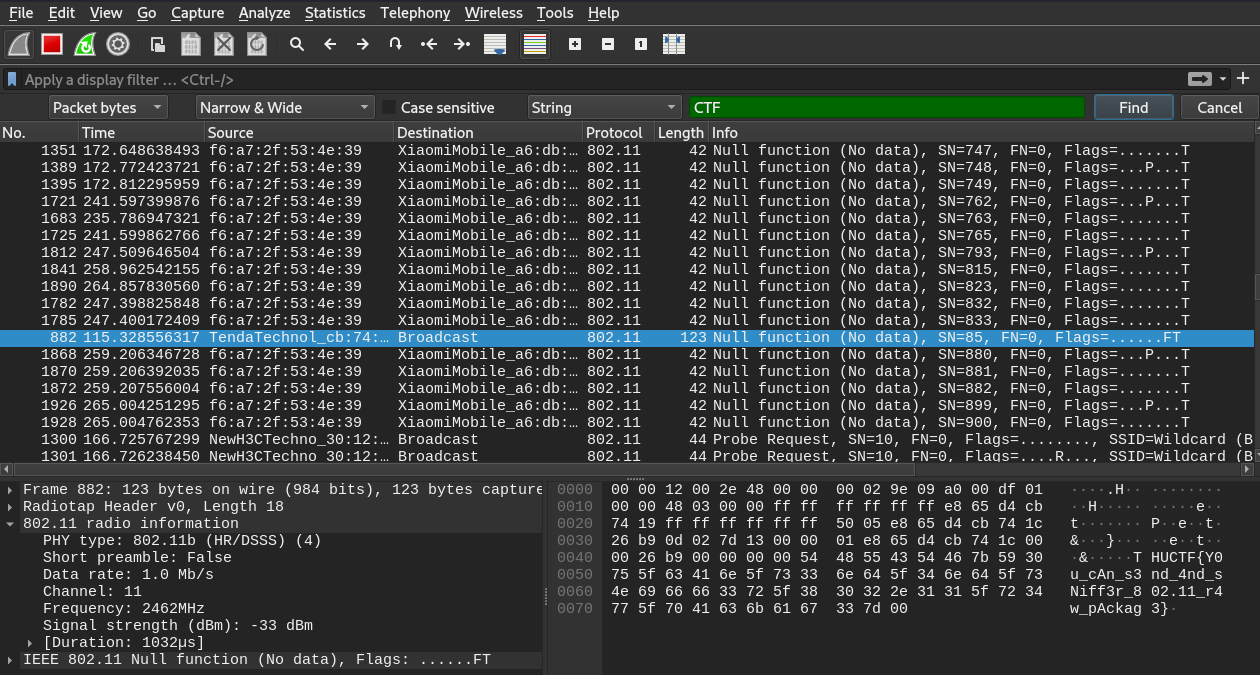 File Edit View Go Capture Analyze Statistics Telephony Wireless Tools Help
Apply a display filter … <Ctrl-/>
Packet bytes Narrow & Wide Case sensitive String CTF Find Cancel
No. Time Source Destination Protocol Length Info
1351 172.648638493 f6:a7:2f:53:4e:39 XiaomiMobile_a6:db:… 802.11 42 Null function (No data), SN=747, FN=0, Flags=.......T
1389 172.772423721 f6:a7:2f:53:4e:39 XiaomiMobile_a6:db:… 802.11 42 Null function (No data), SN=748, FN=0, Flags=...P...T
1395 172.812295959 f6:a7:2f:53:4e:39 XiaomiMobile_a6:db:… 802.11 42 Null function (No data), SN=749, FN=0, Flags=.......T
1721 241.597399876 f6:a7:2f:53:4e:39 XiaomiMobile_a6:db:… 802.11 42 Null function (No data), SN=762, FN=0, Flags=...P...T
1683 235.786947321 f6:a7:2f:53:4e:39 XiaomiMobile_a6:db:… 802.11 42 Null function (No data), SN=763, FN=0, Flags=.......T
1725 241.599862766 f6:a7:2f:53:4e:39 XiaomiMobile_a6:db:… 802.11 42 Null function (No data), SN=765, FN=0, Flags=.......T
1812 247.509646504 f6:a7:2f:53:4e:39 XiaomiMobile_a6:db:… 802.11 42 Null function (No data), SN=793, FN=0, Flags=...P...T
1841 258.962542155 f6:a7:2f:53:4e:39 XiaomiMobile_a6:db:… 802.11 42 Null function (No data), SN=815, FN=0, Flags=.......T
1890 264.857830560 f6:a7:2f:53:4e:39 XiaomiMobile_a6:db:… 802.11 42 Null function (No data), SN=823, FN=0, Flags=.......T
1782 247.398825848 f6:a7:2f:53:4e:39 XiaomiMobile_a6:db:… 802.11 42 Null function (No data), SN=832, FN=0, Flags=.......T
1785 247.400172409 f6:a7:2f:53:4e:39 XiaomiMobile_a6:db:… 802.11 42 Null function (No data), SN=833, FN=0, Flags=.......T
882 115.328556317 TendaTechnol_cb:74:… Broadcast 802.11 123 Null function (No data), SN=85, FN=0, Flags=......FT
1868 259.206346728 f6:a7:2f:53:4e:39 XiaomiMobile_a6:db:… 802.11 42 Null function (No data), SN=880, FN=0, Flags=...P...T
1870 259.206392035 f6:a7:2f:53:4e:39 XiaomiMobile_a6:db:… 802.11 42 Null function (No data), SN=881, FN=0, Flags=.......T
1872 259.207556004 f6:a7:2f:53:4e:39 XiaomiMobile_a6:db:… 802.11 42 Null function (No data), SN=882, FN=0, Flags=.......T
1926 265.004251295 f6:a7:2f:53:4e:39 XiaomiMobile_a6:db:… 802.11 42 Null function (No data), SN=899, FN=0, Flags=...P...T
1928 265.004762353 f6:a7:2f:53:4e:39 XiaomiMobile_a6:db:… 802.11 42 Null function (No data), SN=900, FN=0, Flags=.......T
1300 166.725767299 NewH3CTechno_30:12:… Broadcast 802.11 44 Probe Request, SN=10, FN=0, Flags=........, SSID=Wildcard (B
1301 166.726238450 NewH3CTechno_30:12:… Broadcast 802.11 44 Probe Request, SN=10, FN=0, Flags=....R..., SSID=Wildcard (B
Frame 882: 123 bytes on wire (984 bits), 123 bytes capture
Radiotap Header v0, Length 18
802.11 radio information
PHY type: 802.11b (HR/DSSS) (4)
Short preamble: False
Data rate: 1.0 Mb/s
Channel: 11
Frequency: 2462MHz
Signal strength (dBm): -33 dBm
[Duration: 1032µs]
IEEE 802.11 Null function (No data), Flags: ......FT
0000 00 00 12 00 2e 48 00 00 00 02 9e 09 a0 00 df 01 ····.H·· ········
0010 00 00 48 03 00 00 ff ff ff ff ff ff e8 65 d4 cb ··H····· ·····e··
0020 74 19 ff ff ff ff ff ff 50 05 e8 65 d4 cb 74 1c t······· P··e··t·
0030 26 b9 0d 02 7d 13 00 00 01 e8 65 d4 cb 74 1c 00 &···}··· ··e··t··
0040 00 26 b9 00 00 00 00 54 48 55 43 54 46 7b 59 30 ·&·····T HUCTF{Y0
0050 75 5f 63 41 6e 5f 73 33 6e 64 5f 34 6e 64 5f 73 u_cAn_s3 nd_4nd_s
0060 4e 69 66 66 33 72 5f 38 30 32 2e 31 31 5f 72 34 Niff3r_8 02.11_r4
0070 77 5f 70 41 63 6b 61 67 33 7d 00 w_pAckag 3}·